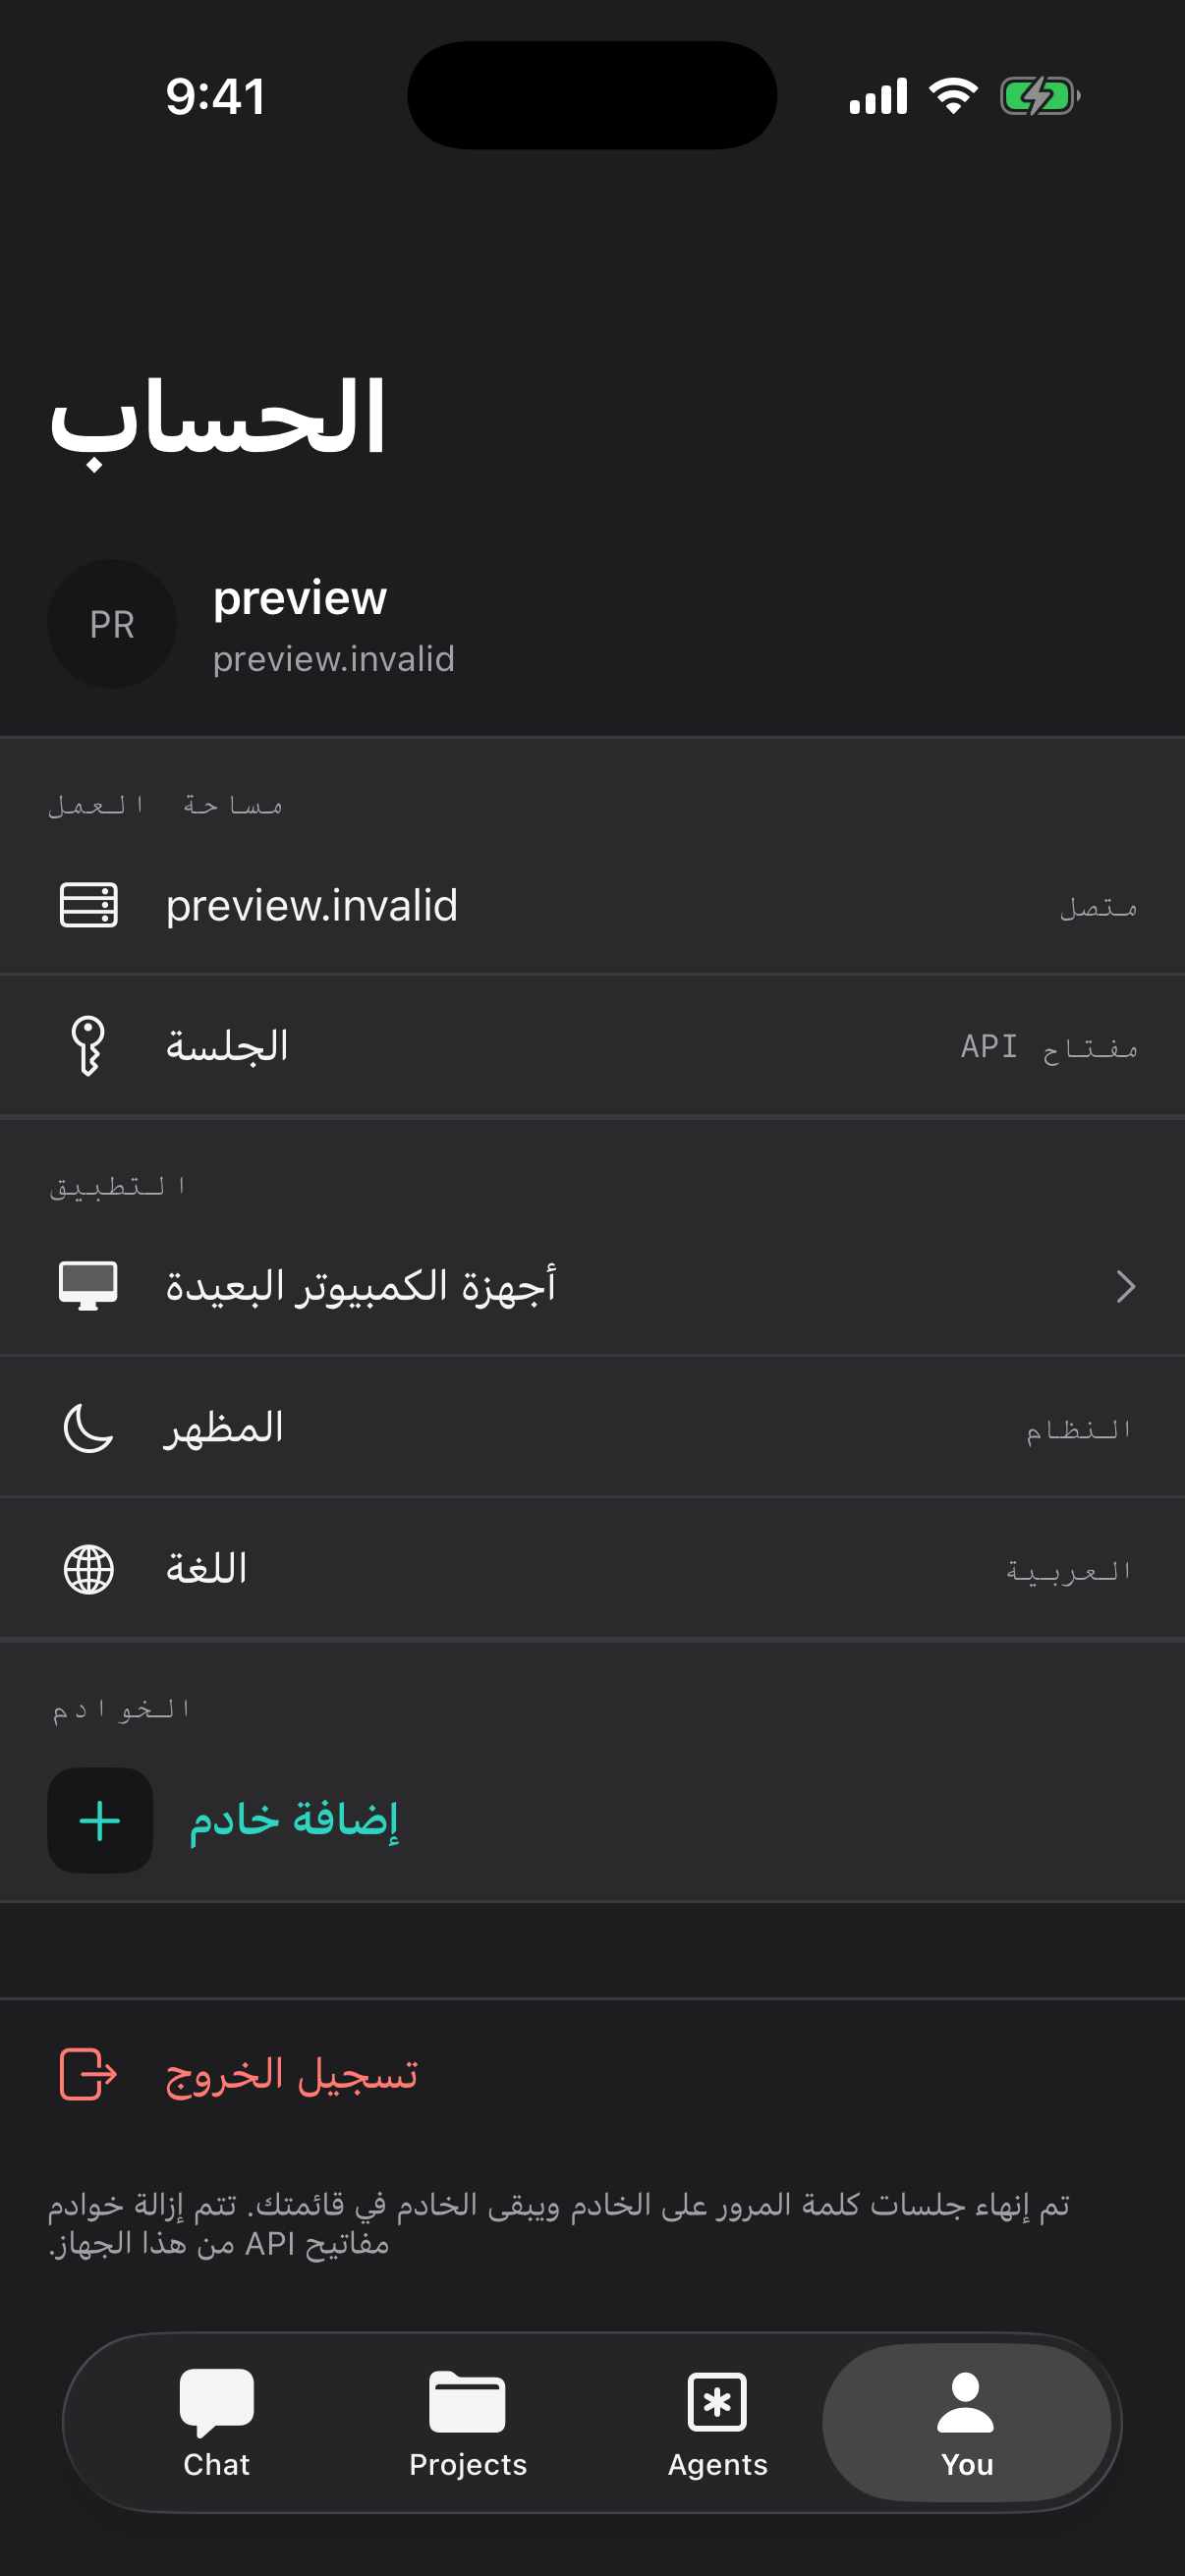 9:41
الحساب
PR
preview
preview.invalid
مساحة العمل
preview.invalid
متصل
الجلسة
مفتاح API
التطبيق
أجهزة الكمبيوتر البعيدة
المظهر
النظام
اللغة
العربية
الخوادم
إضافة خادم
تسجيل الخروج
تم إنهاء جلسات كلمة المرور على الخادم ويبقى الخادم في قائمتك. تتم إزالة خوادم
مفاتيح API من هذا الجهاز.
Chat
Projects
Agents
You